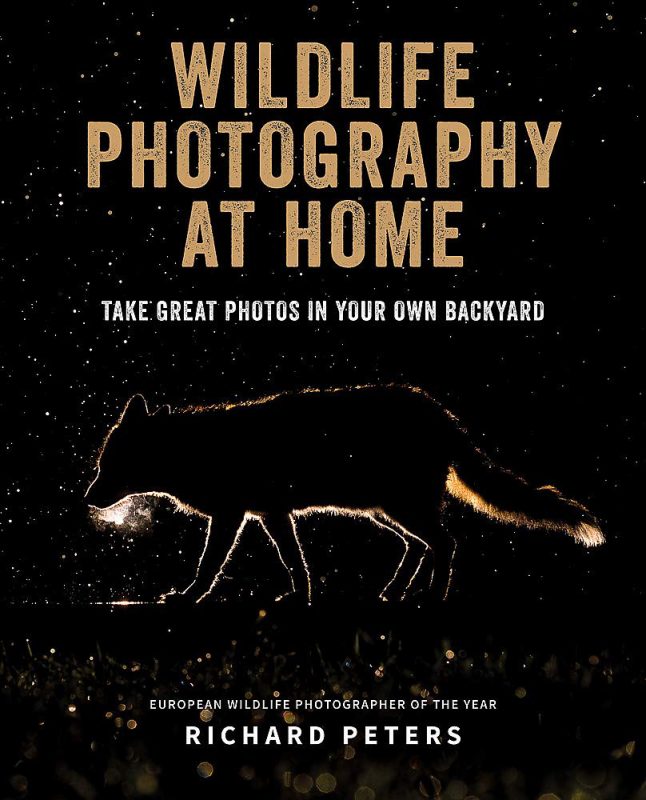 WILDLIFE
PHOTOGRAPHY
AT HOME
TAKE GREAT PHOTOS IN YOUR OWN BACKYARD
EUROPEAN WILDLIFE PHOTOGRAPHER OF THE YEAR
RICHARD PETERS